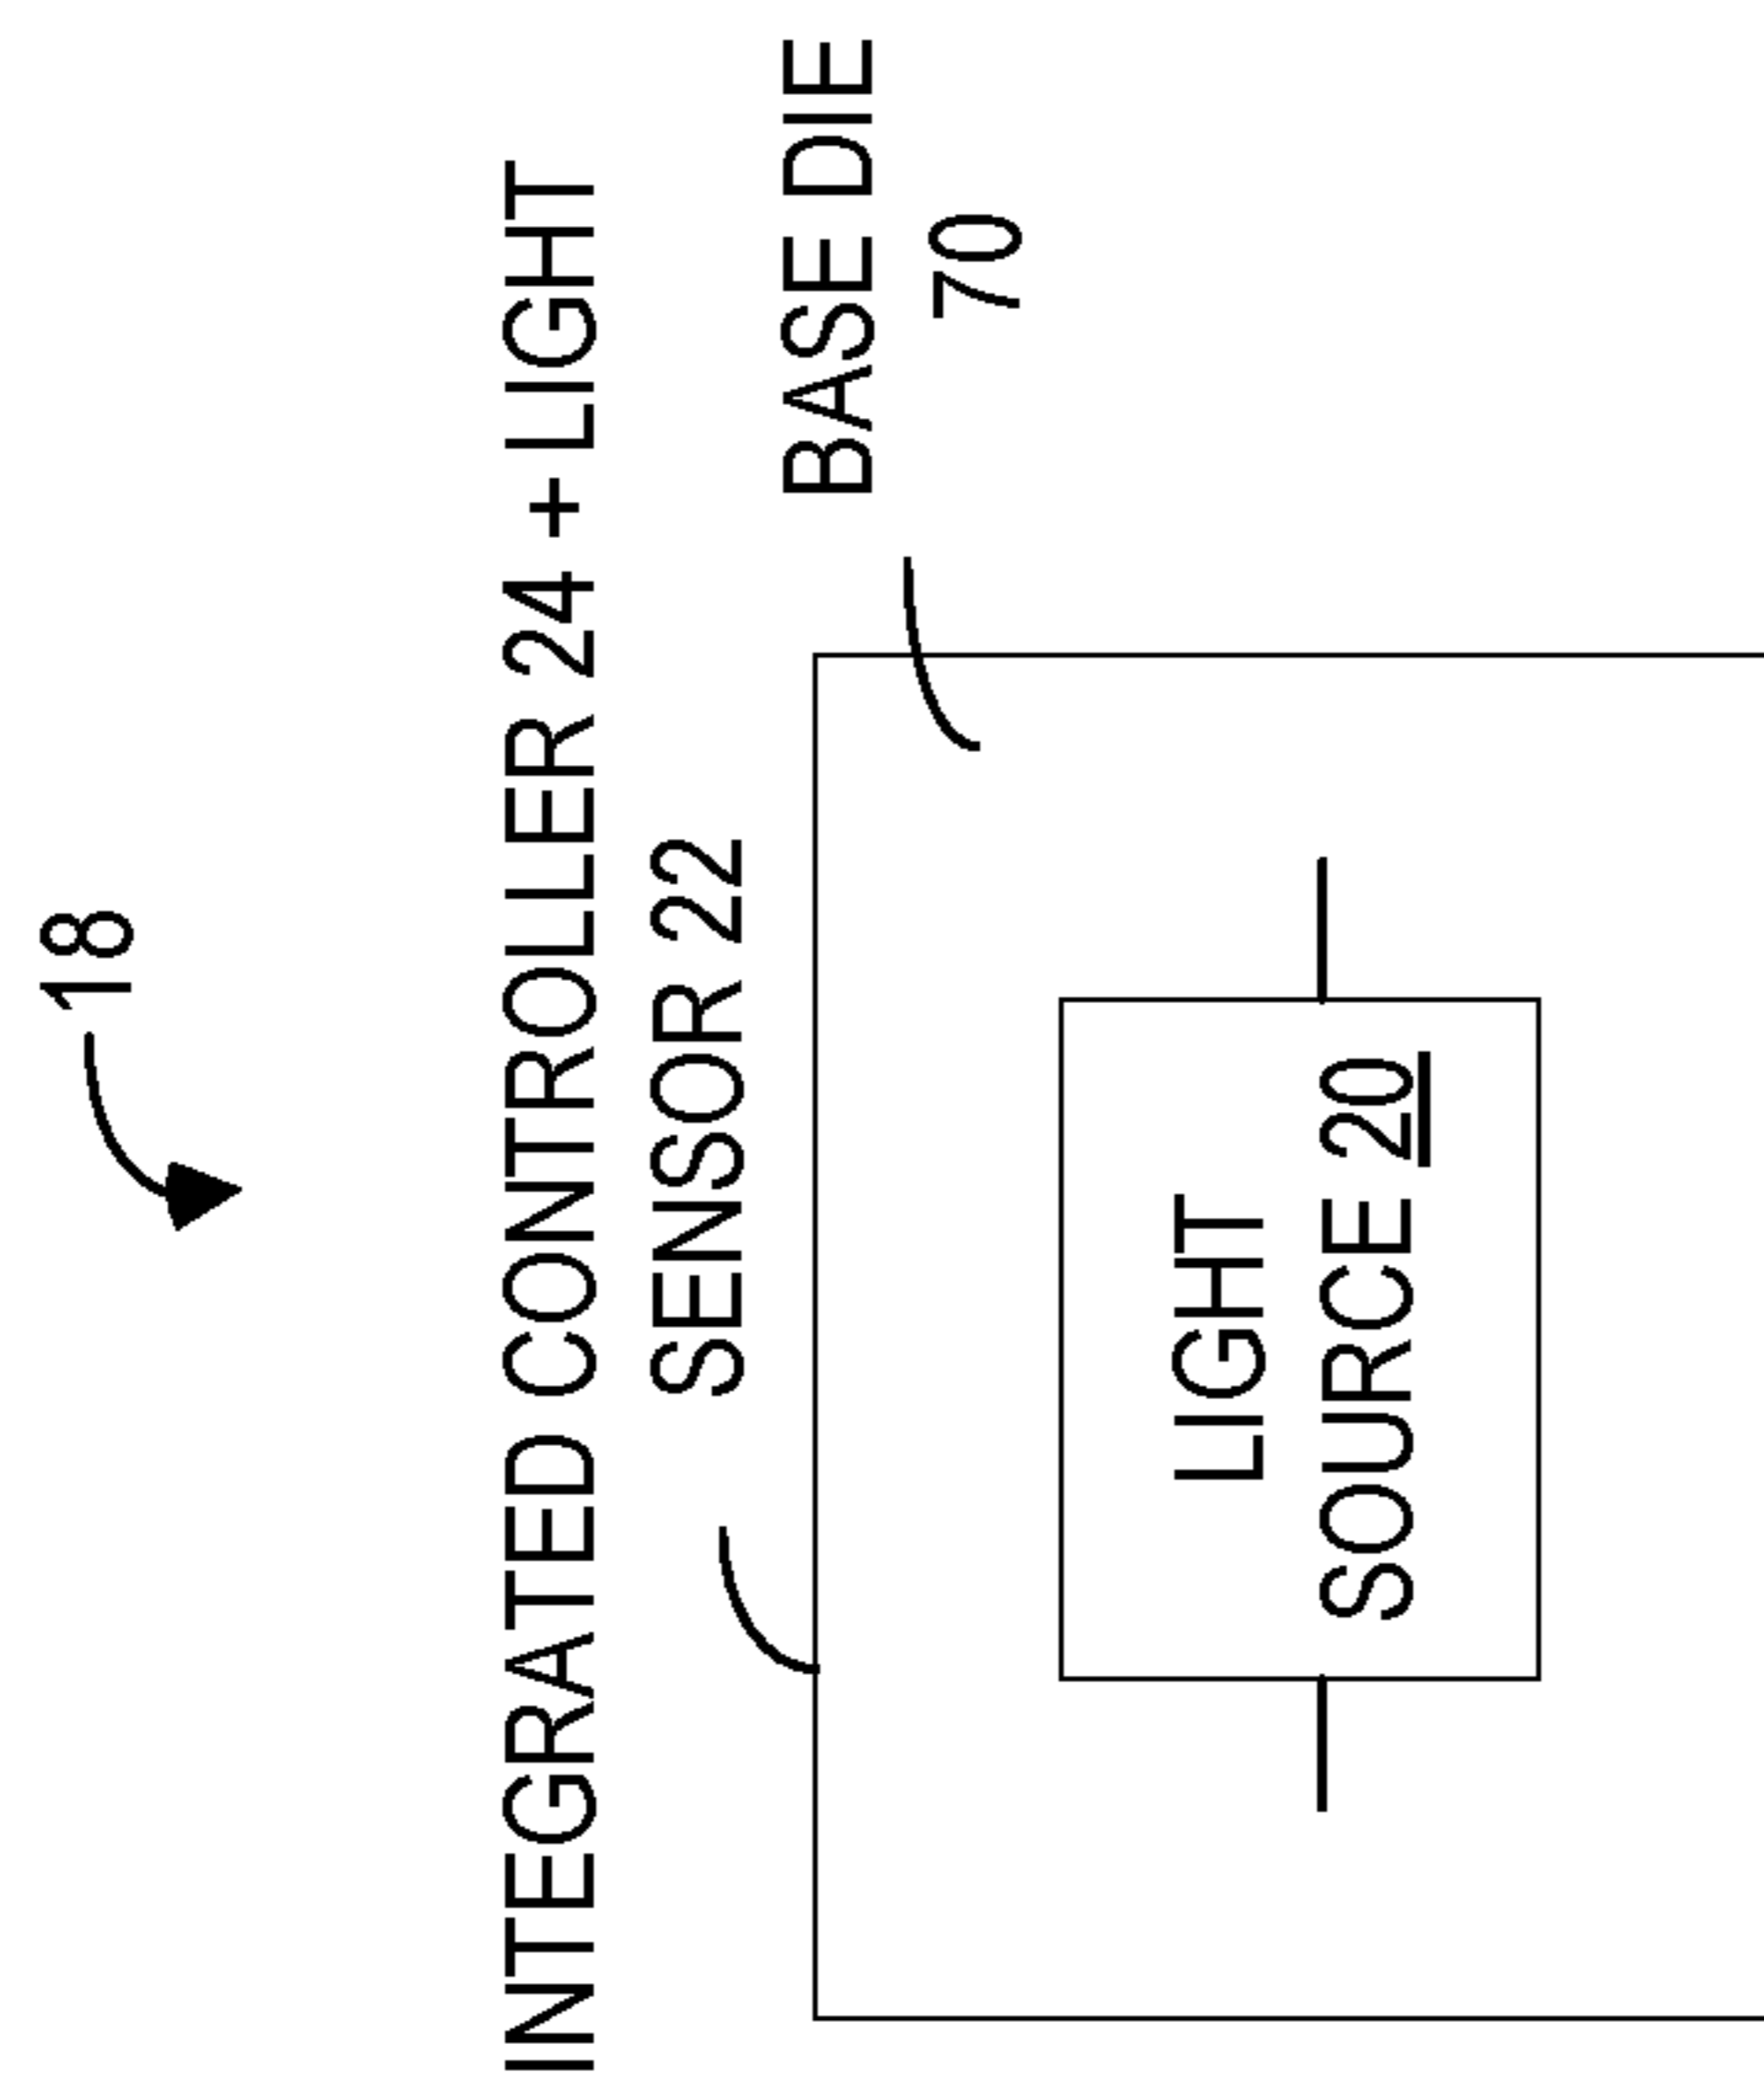 18
INTEGRATED CONTROLLER 24 + LIGHT
SENSOR 22
BASE DIE
70
LIGHT
SOURCE 20